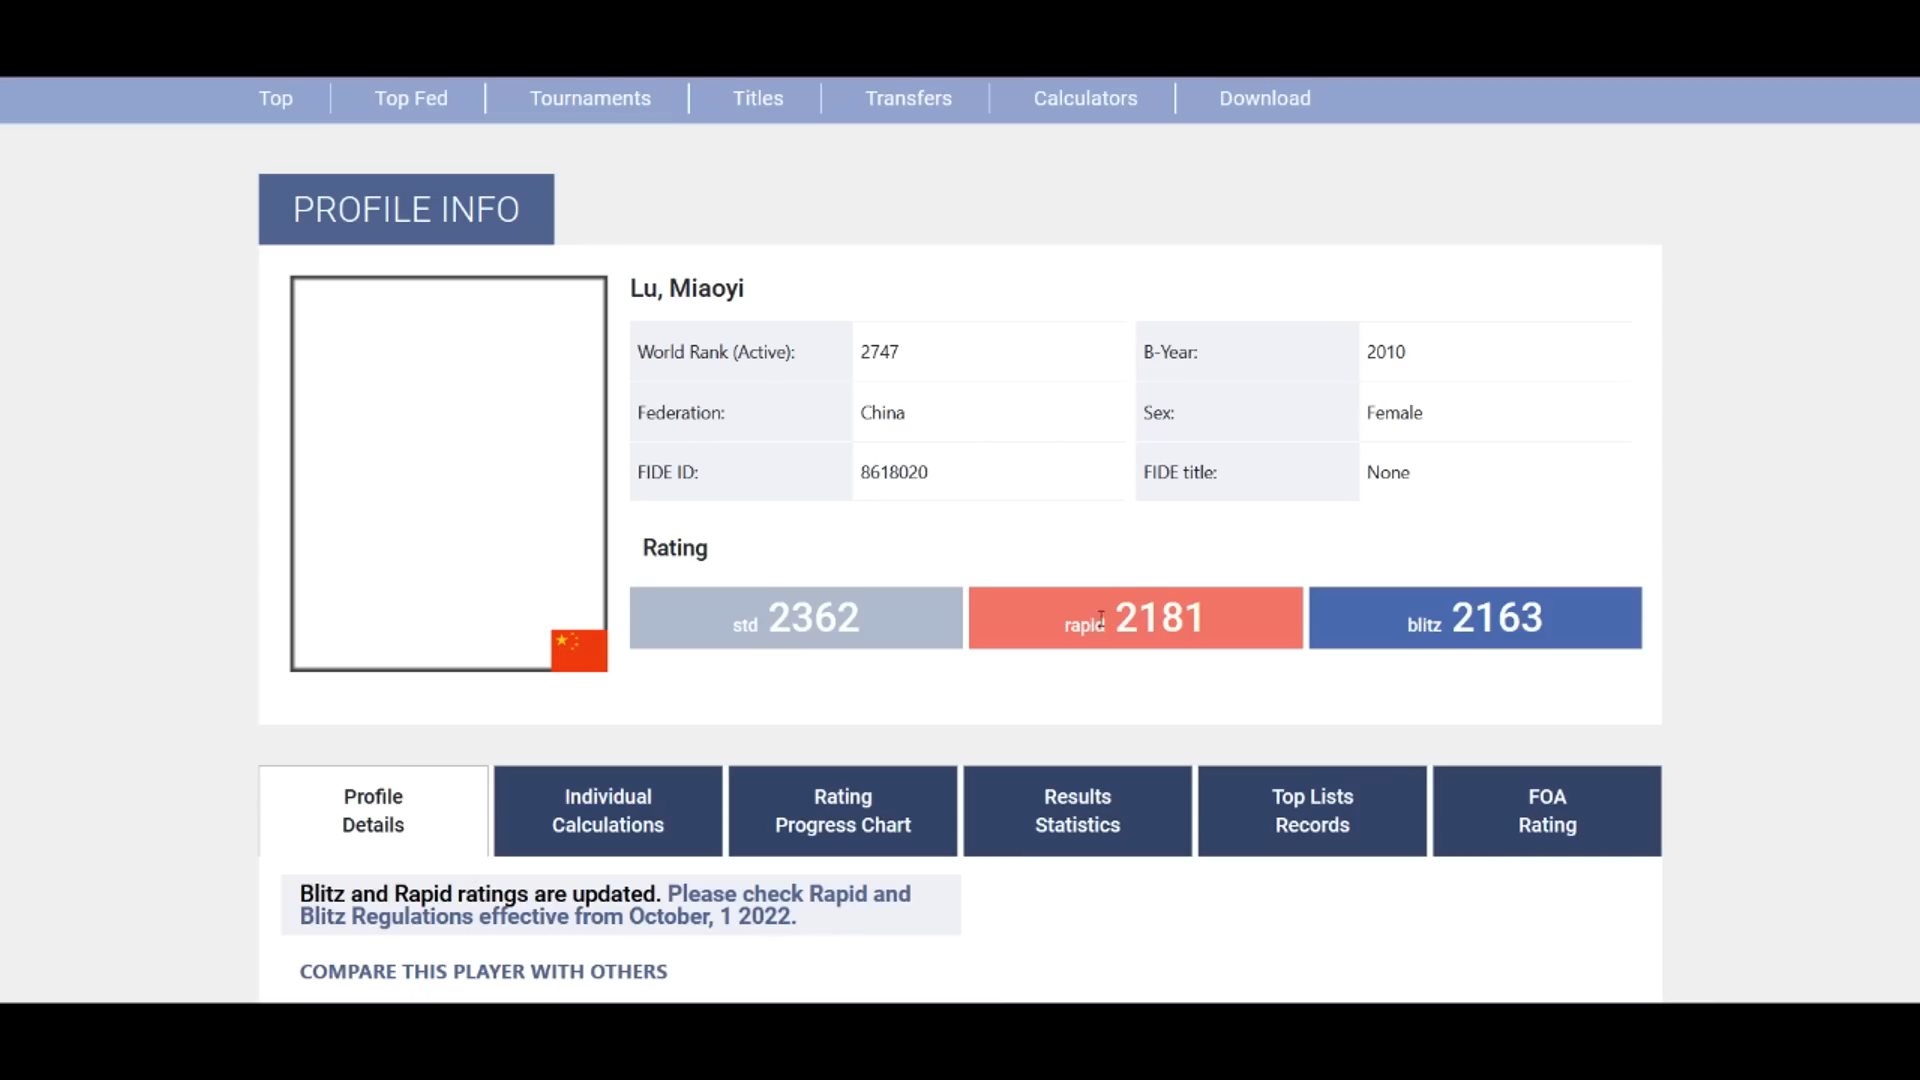 Top
Top Fed
Tournaments
Titles
Transfers
Calculators
Download
PROFILE INFO
Lu, Miaoyi
World Rank (Active): 2747
B-Year: 2010
Federation: China
Sex: Female
FIDE ID: 8618020
FIDE title: None
Rating
std 2362
rapid 2181
blitz 2163
Profile
Details
Individual
Calculations
Rating
Progress Chart
Results
Statistics
Top Lists
Records
FOA
Rating
Blitz and Rapid ratings are updated. Please check Rapid and
Blitz Regulations effective from October, 1 2022.
COMPARE THIS PLAYER WITH OTHERS